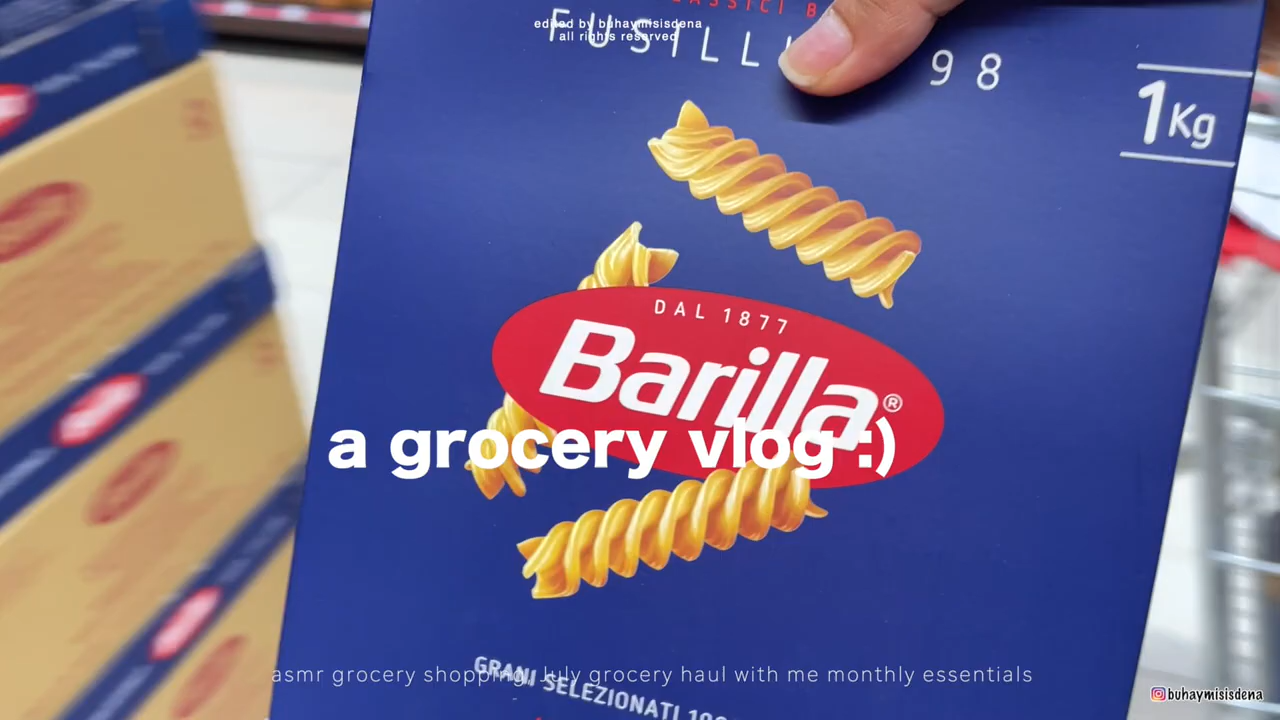 CLASSICI
edited by buhaymisisdena
all rights reserved
FUSILLI
98
1Kg
DAL 1877
Barilla®
a grocery vlog :)
asmr grocery shopping, July grocery haul with me monthly essentials
GRANI SELEZIONATI
buhaymisisdena